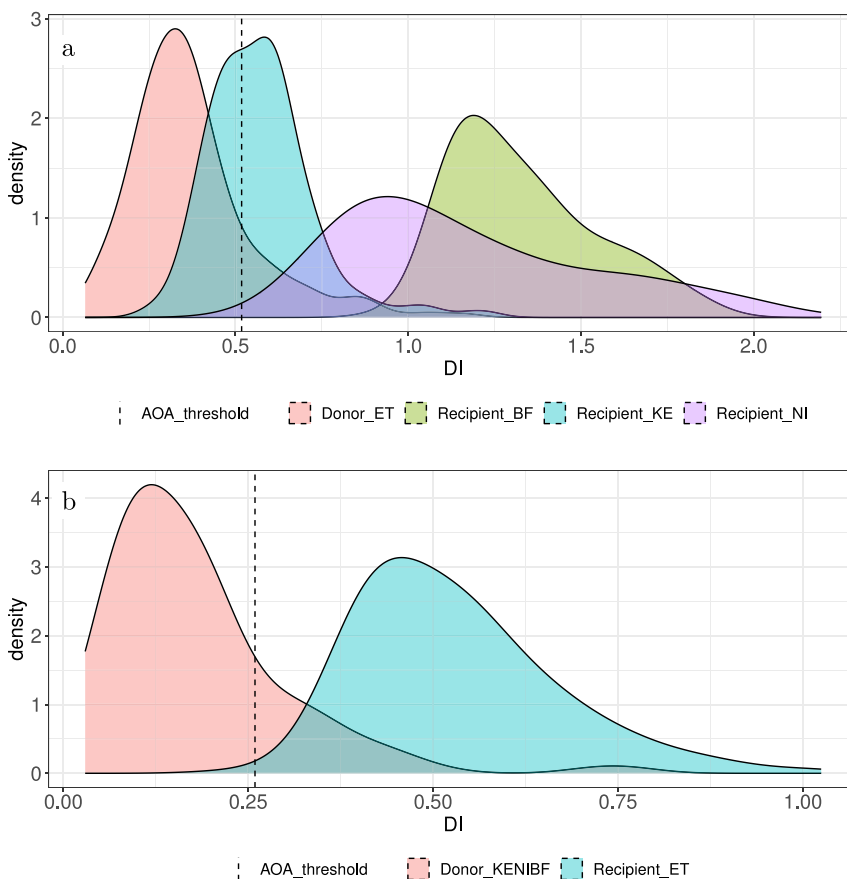 a
3
2
1
0
density
0.0 0.5 1.0 1.5 2.0
DI
AOA_threshold Donor_ET Recipient_BF Recipient_KE Recipient_NI
b
4
3
2
1
0
density
0.00 0.25 0.50 0.75 1.00
DI
AOA_threshold Donor_KENIBF Recipient_ET